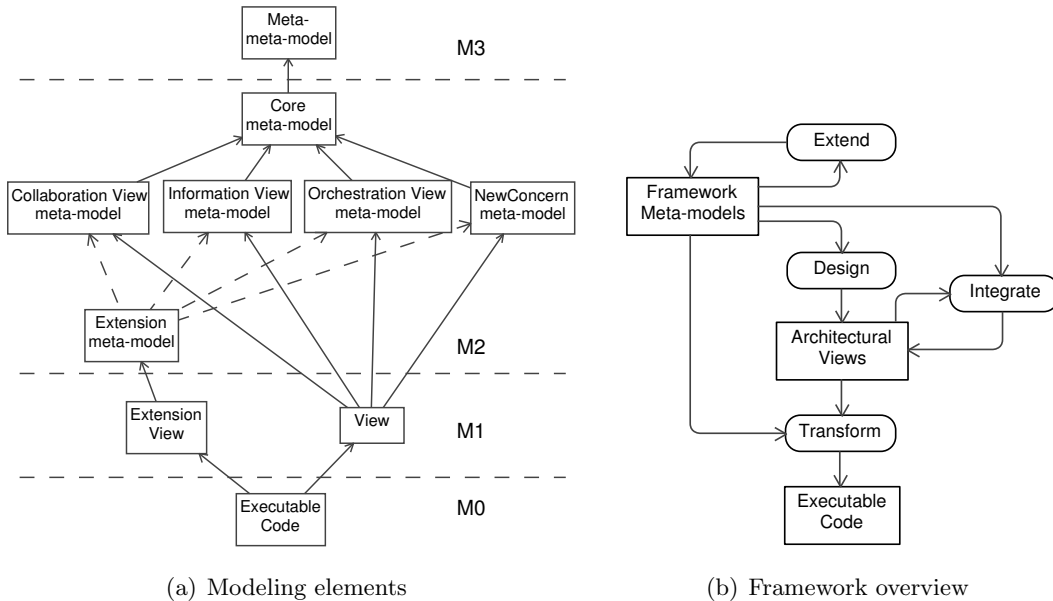 Meta-
meta-model
M3
Core
meta-model
Collaboration View
meta-model
Information View
meta-model
Orchestration View
meta-model
NewConcern
meta-model
Extension
meta-model
M2
Extension
View
View
M1
Executable
Code
M0
(a) Modeling elements
Extend
Framework
Meta-models
Design
Integrate
Architectural
Views
Transform
Executable
Code
(b) Framework overview